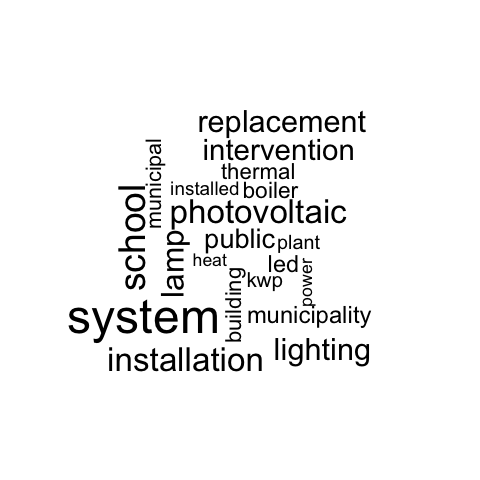 replacement
intervention
thermal
installed boiler
municipal
school
photovoltaic
lamp
public plant
heat led
kwp
power
building
system
municipality
installation
lighting